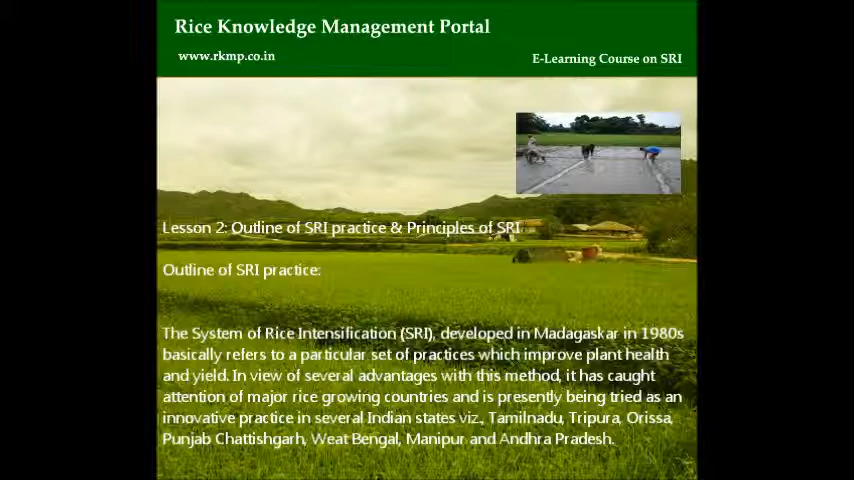 Rice Knowledge Management Portal
www.rkmp.co.in
E-Learning Course on SRI
Lesson 2: Outline of SRI practice & Principles of SRI
Outline of SRI practice:
The System of Rice Intensification (SRI), developed in Madagaskar in 1980s
basically refers to a particular set of practices which improve plant health
and yield. In view of several advantages with this method, it has caught
attention of major rice growing countries and is presently being tried as an
innovative practice in several Indian states viz., Tamilnadu, Tripura, Orissa,
Punjab Chattishgarh, Weat Bengal, Manipur and Andhra Pradesh.